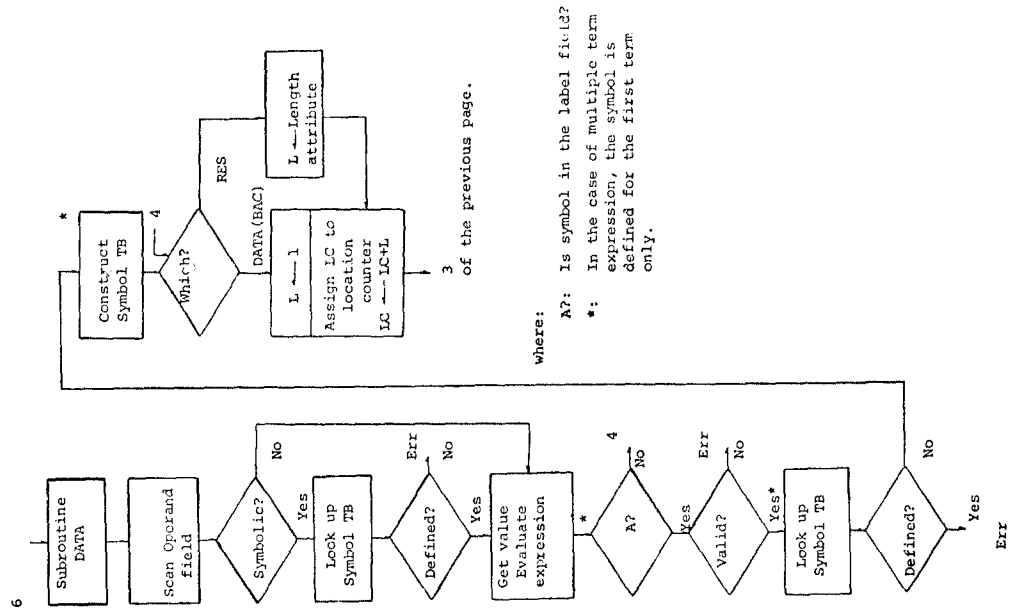 6
Subroutine
DATA
Scan Operand
field
Symbolic?
No
Yes
Look up
Symbol TB
Defined?
Err
No
Yes
Get value
Evaluate
expression
*
A?
4
No
Yes
Valid?
Err
No
Yes*
Look up
Symbol TB
Defined?
No
Yes
Err
*
Construct
Symbol TB
4
Which?
RES
DATA(BAC)
L ← Length
attribute
L ← 1
Assign LC to
location
counter
LC ← LC+L
3
of the previous page.
where:
A?: Is symbol in the label field?
*: In the case of multiple term
expression, the symbol is
defined for the first term
only.